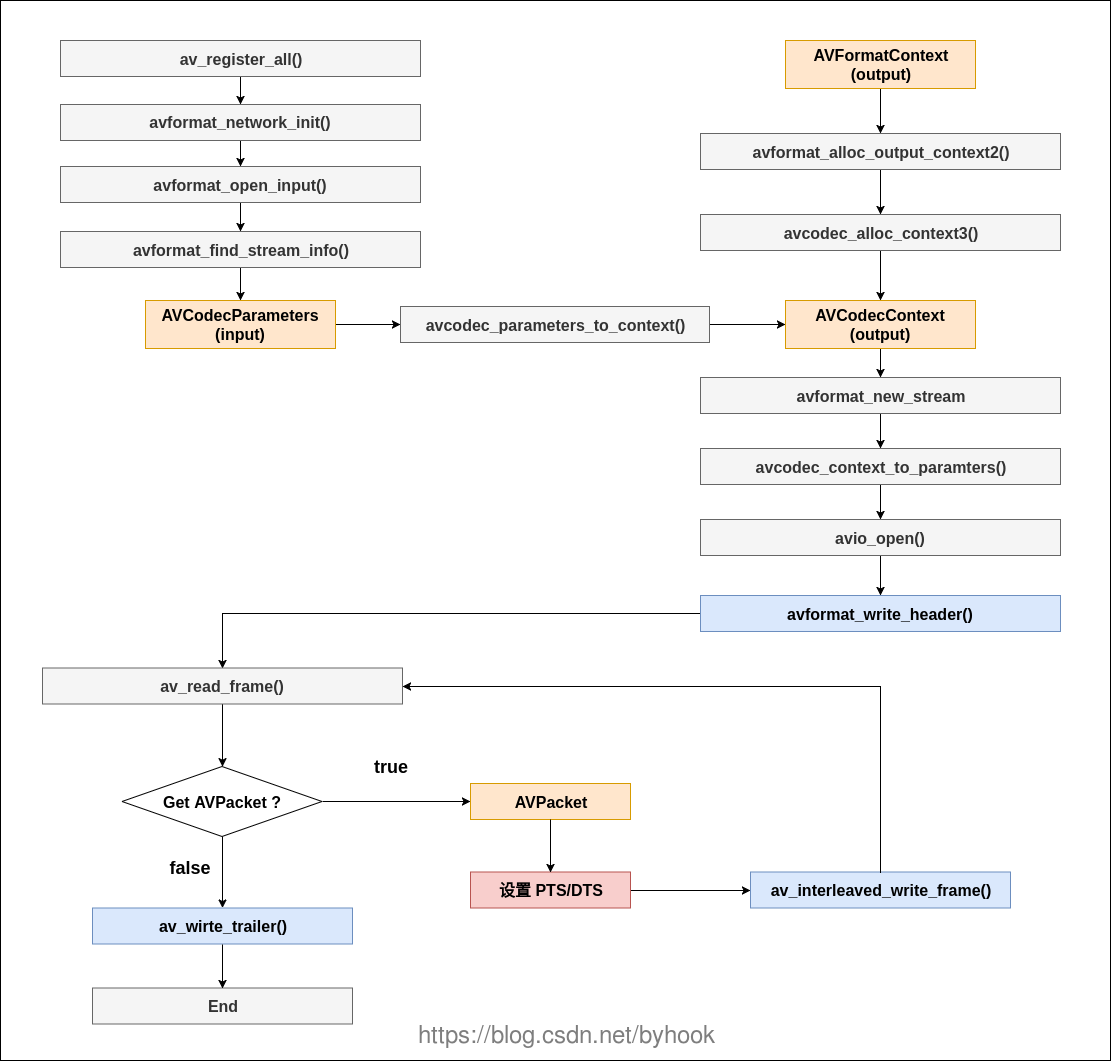 av_register_all()
avformat_network_init()
avformat_open_input()
avformat_find_stream_info()
AVCodecParameters
(input)
avcodec_parameters_to_context()
AVFormatContext
(output)
avformat_alloc_output_context2()
avcodec_alloc_context3()
AVCodecContext
(output)
avformat_new_stream
avcodec_context_to_paramters()
avio_open()
avformat_write_header()
av_read_frame()
Get AVPacket ?
true
AVPacket
设置 PTS/DTS
av_interleaved_write_frame()
false
av_wirte_trailer()
End
https://blog.csdn.net/byhook